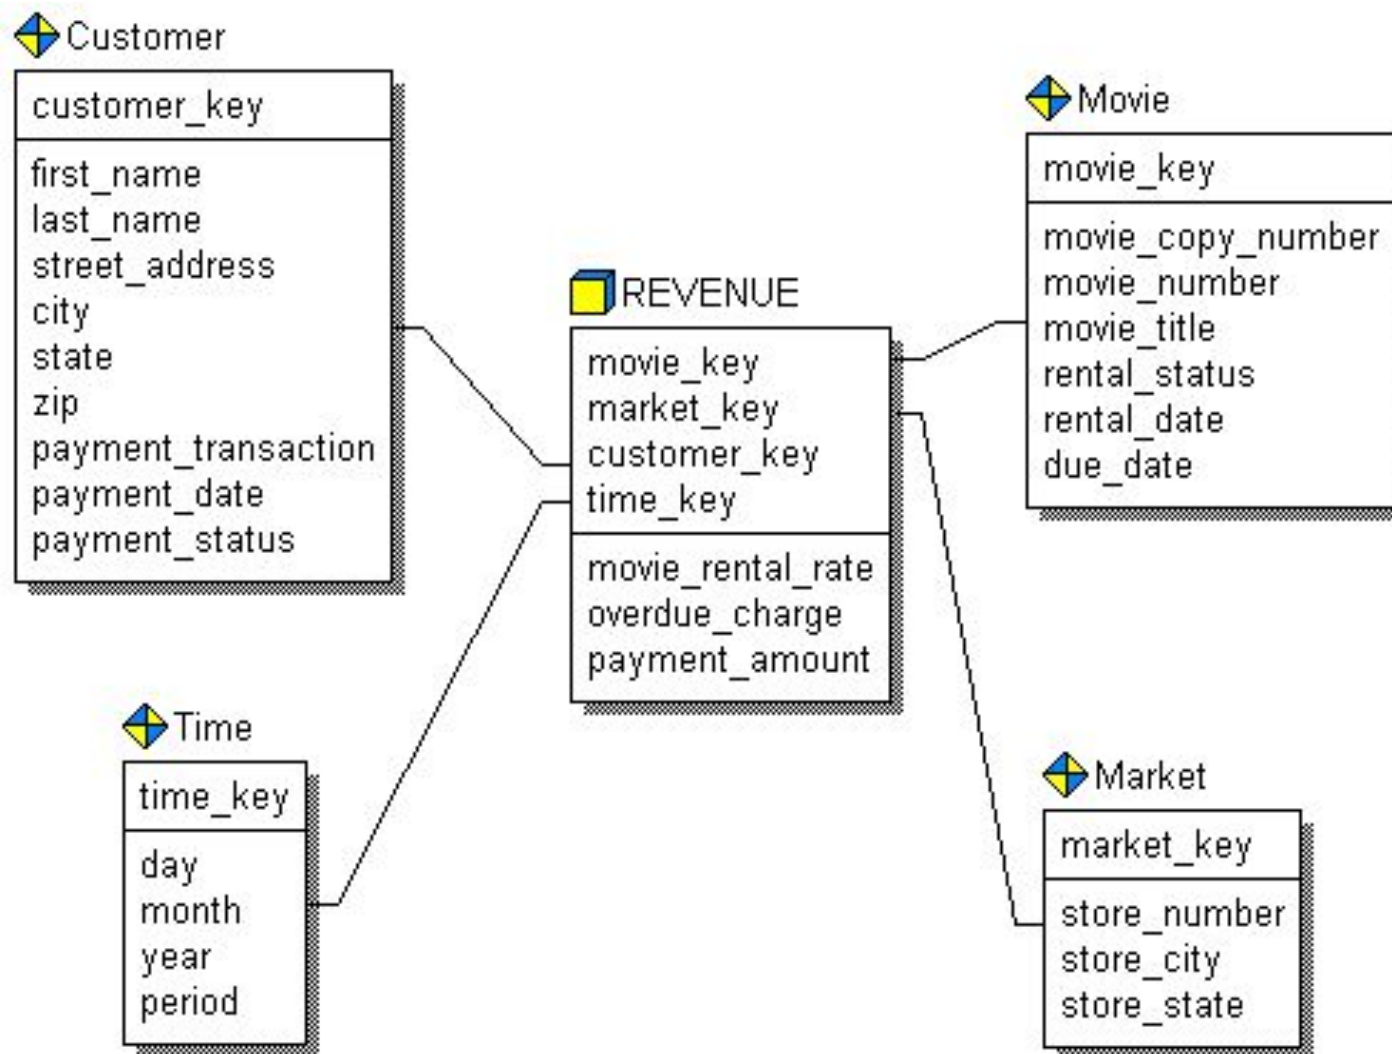 Customer
customer_key
first_name
last_name
street_address
city
state
zip
payment_transaction
payment_date
payment_status
Movie
movie_key
movie_copy_number
movie_number
movie_title
rental_status
rental_date
due_date
REVENUE
movie_key
market_key
customer_key
time_key
movie_rental_rate
overdue_charge
payment_amount
Time
time_key
day
month
year
period
Market
market_key
store_number
store_city
store_state